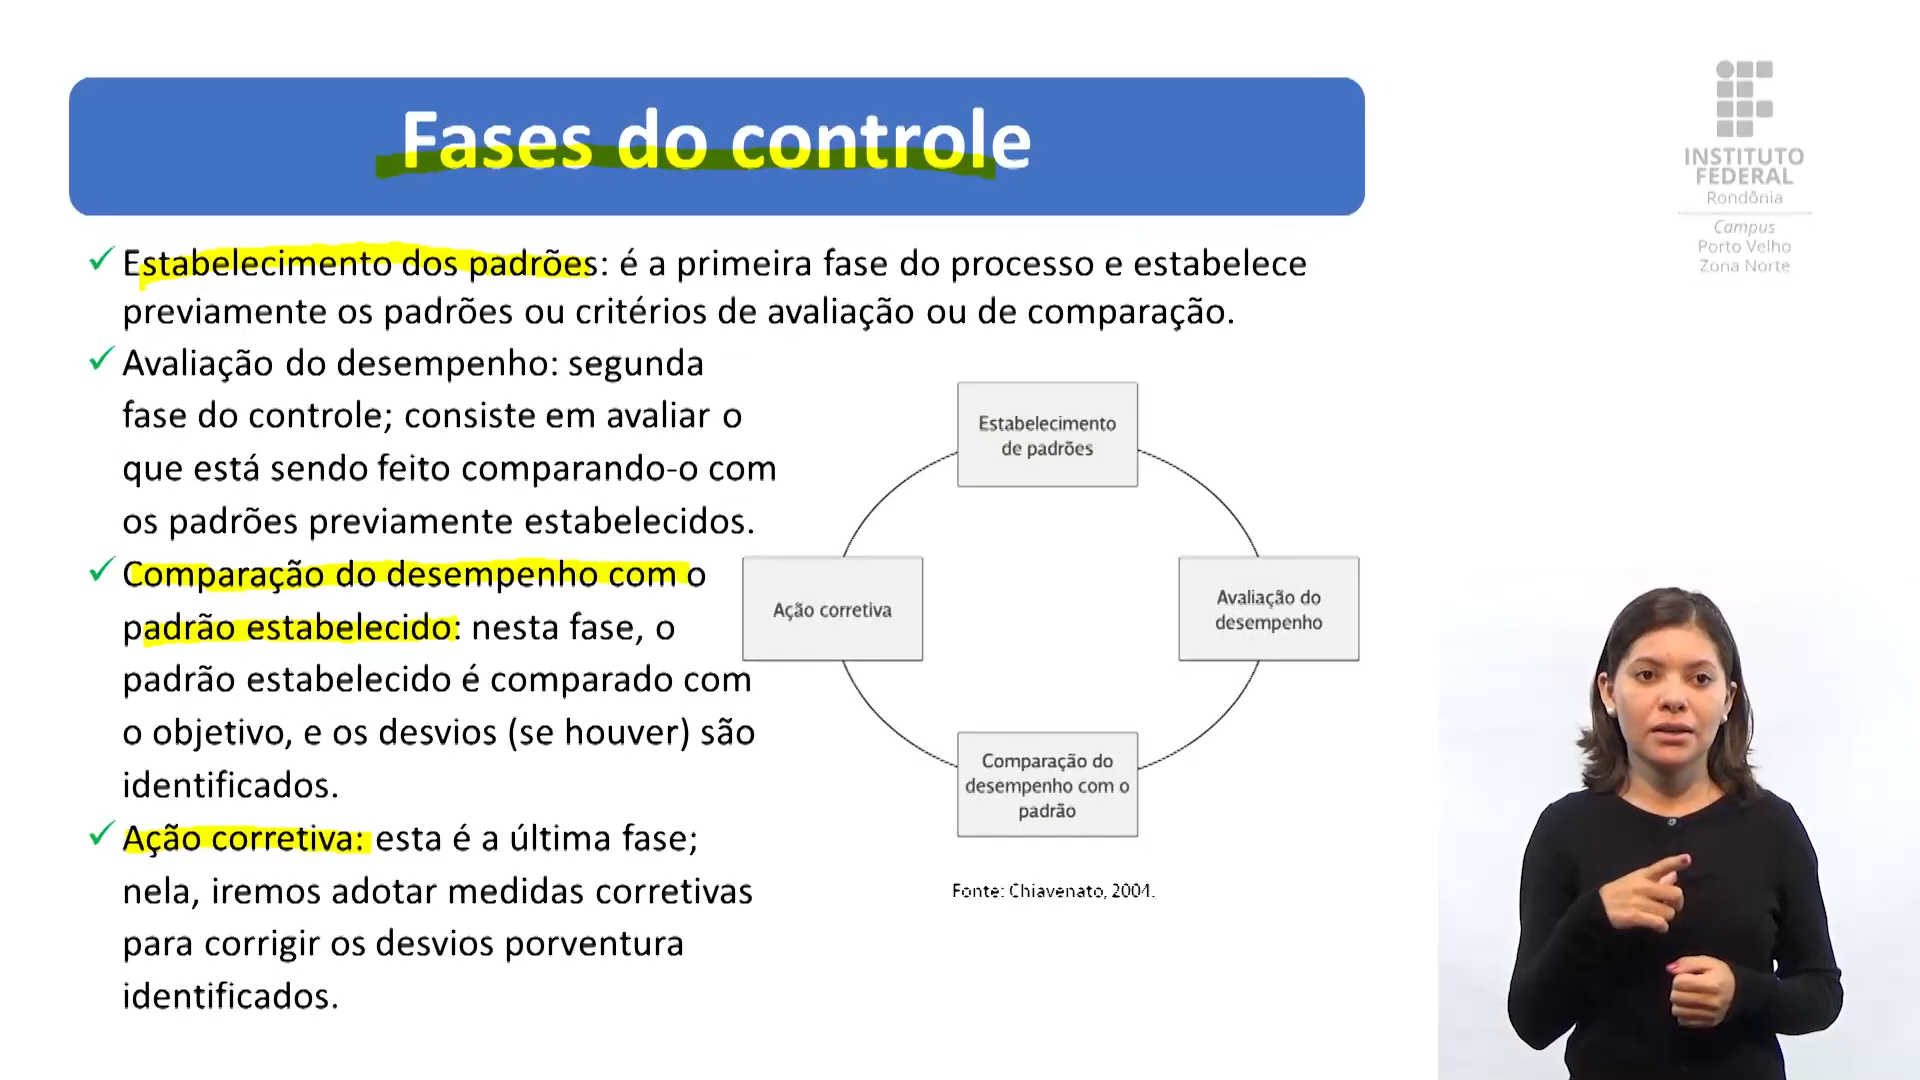 Fases do controle
INSTITUTO
FEDERAL
Rondônia
Campus
Porto Velho
Zona Norte
Estabelecimento dos padrões: é a primeira fase do processo e estabelece
previamente os padrões ou critérios de avaliação ou de comparação.
Avaliação do desempenho: segunda
fase do controle; consiste em avaliar o
que está sendo feito comparando-o com
os padrões previamente estabelecidos.
Comparação do desempenho com o
padrão estabelecido: nesta fase, o
padrão estabelecido é comparado com
o objetivo, e os desvios (se houver) são
identificados.
Ação corretiva: esta é a última fase;
nela, iremos adotar medidas corretivas
para corrigir os desvios porventura
identificados.
Estabelecimento
de padrões
Ação corretiva
Avaliação do
desempenho
Comparação do
desempenho com o
padrão
Fonte: Chiavenato, 2004.